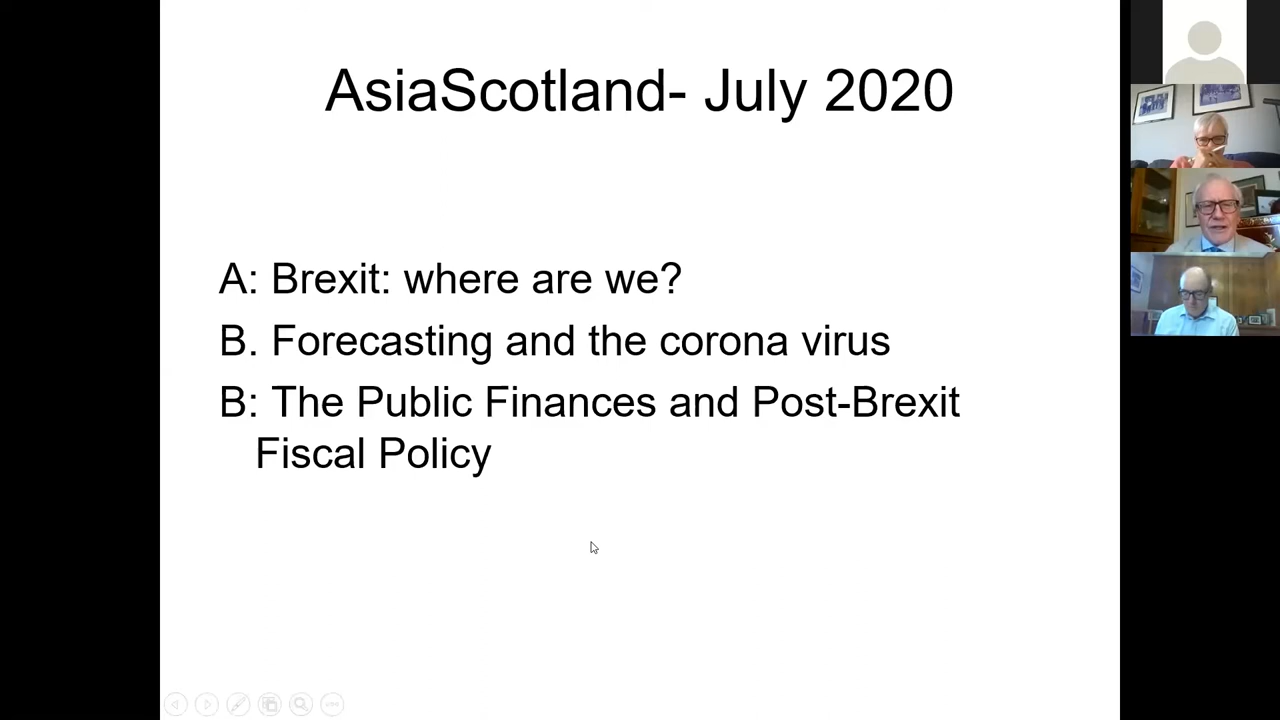 AsiaScotland- July 2020
A: Brexit: where are we?
B. Forecasting and the corona virus
B: The Public Finances and Post-Brexit
Fiscal Policy